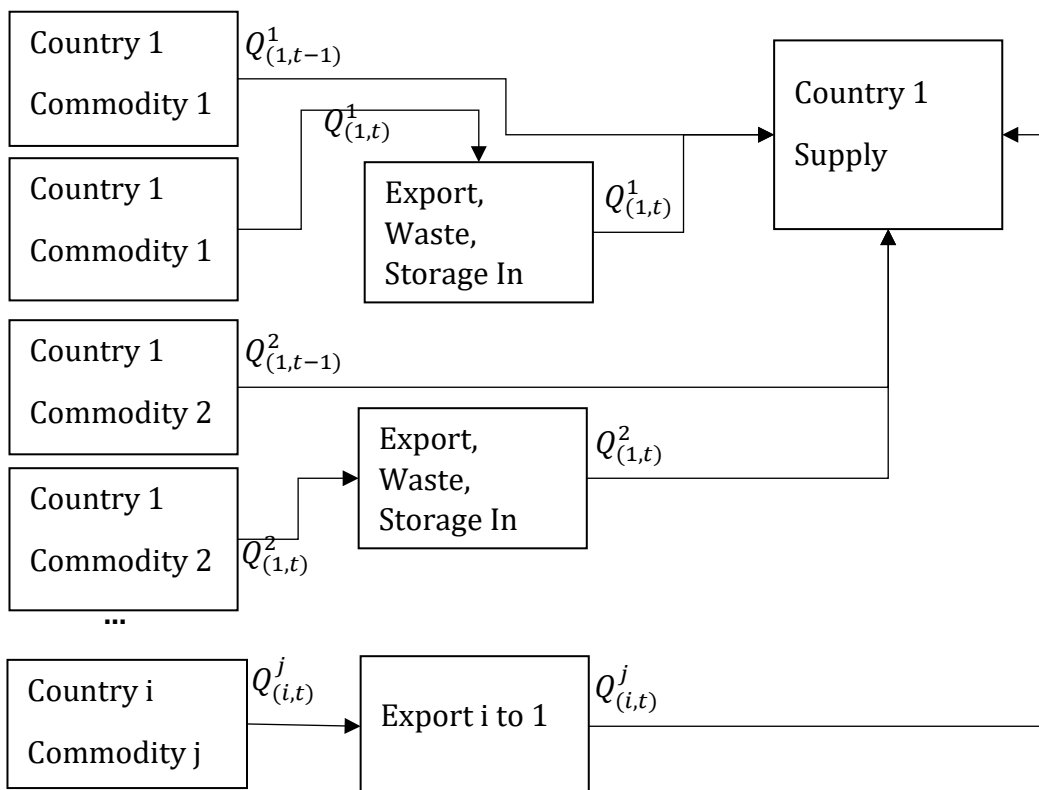 Country 1
Commodity 1
Q^1_{(1,t−1)}
Country 1
Commodity 1
Q^1_{(1,t)}
Export,
Waste,
Storage In
Q^1_{(1,t)}
Country 1
Supply
Country 1
Commodity 2
Q^2_{(1,t−1)}
Country 1
Commodity 2
Q^2_{(1,t)}
Export,
Waste,
Storage In
Q^2_{(1,t)}
...
Country i
Commodity j
Q^j_{(i,t)}
Export i to 1
Q^j_{(i,t)}